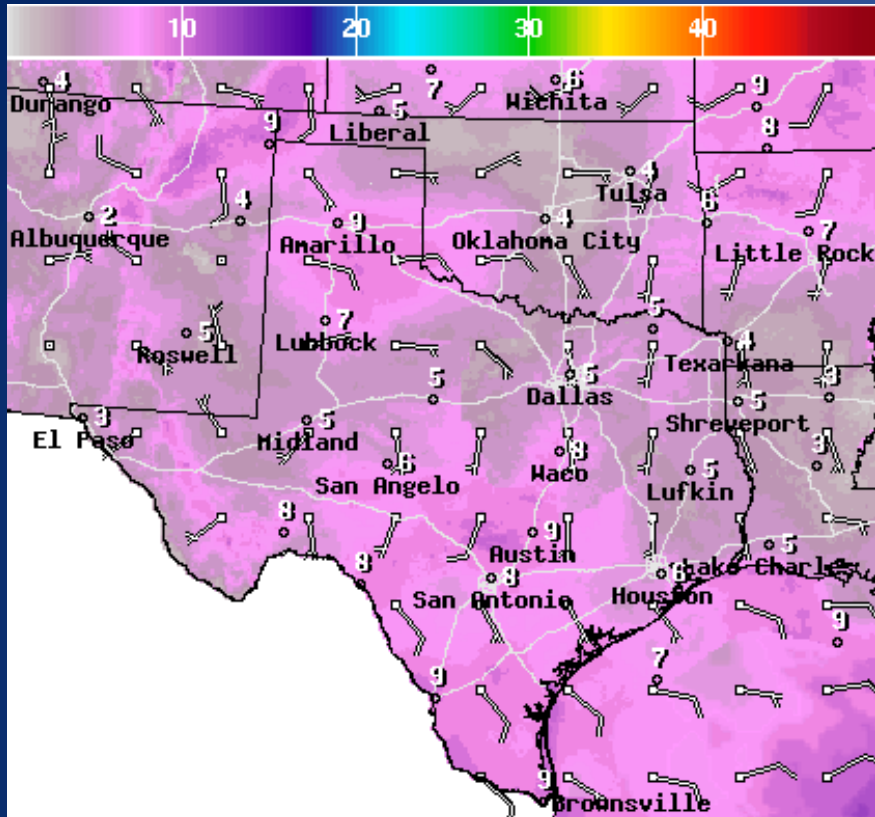 10 20 30 40
4 7 6 9
Durango Wichita
5
Liberal
9 8
4 Tulsa
2 4 9 4 6 7
Albuquerque Amarillo Oklahoma City Little Rock
5 7 5
Roswell Lubbock Texarkana 4
5 Dallas 5
3 5 5 9
El Paso Midland Shreveport
6 9 5 3
San Angelo Waco Lufkin
8 9 5
Austin Lake Charles
8 8 6
San Antonio Houston
9 7 9
9
Brownsville